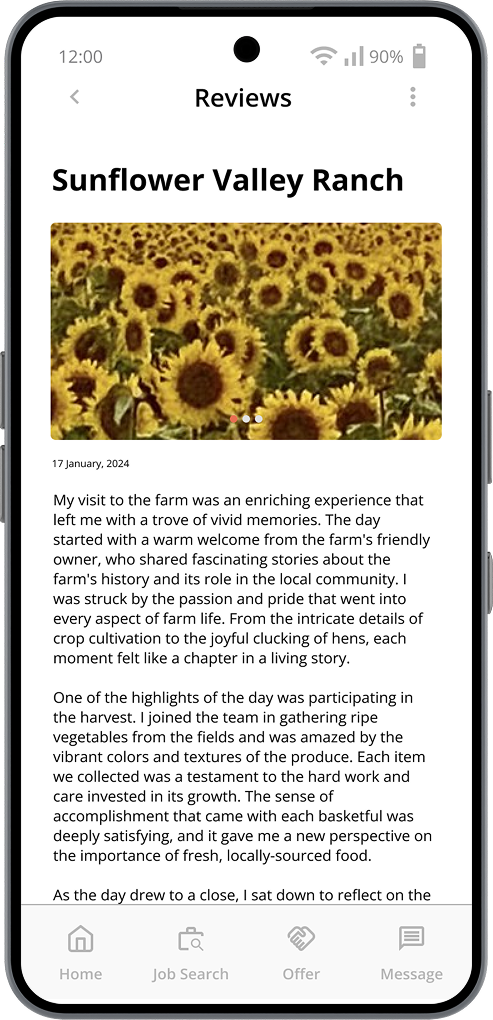 12:00
90%
Reviews
Sunflower Valley Ranch
17 January, 2024
My visit to the farm was an enriching experience that
left me with a trove of vivid memories. The day
started with a warm welcome from the farm's friendly
owner, who shared fascinating stories about the
farm's history and its role in the local community. I
was struck by the passion and pride that went into
every aspect of farm life. From the intricate details of
crop cultivation to the joyful clucking of hens, each
moment felt like a chapter in a living story.
One of the highlights of the day was participating in
the harvest. I joined the team in gathering ripe
vegetables from the fields and was amazed by the
vibrant colors and textures of the produce. Each item
we collected was a testament to the hard work and
care invested in its growth. The sense of
accomplishment that came with each basketful was
deeply satisfying, and it gave me a new perspective on
the importance of fresh, locally-sourced food.
As the day drew to a close, I sat down to reflect on the
Home
Job Search
Offer
Message